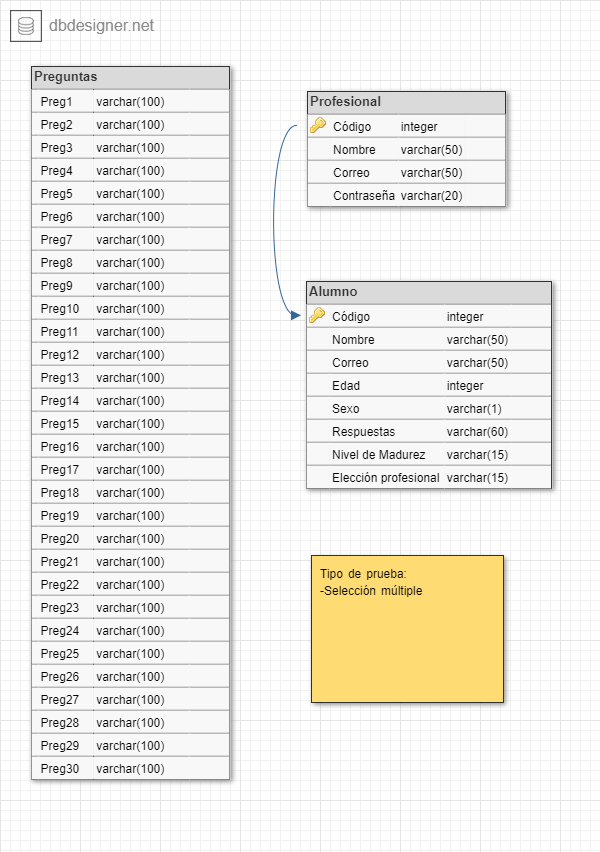 dbdesigner.net
Preguntas
Preg1 varchar(100)
Preg2 varchar(100)
Preg3 varchar(100)
Preg4 varchar(100)
Preg5 varchar(100)
Preg6 varchar(100)
Preg7 varchar(100)
Preg8 varchar(100)
Preg9 varchar(100)
Preg10 varchar(100)
Preg11 varchar(100)
Preg12 varchar(100)
Preg13 varchar(100)
Preg14 varchar(100)
Preg15 varchar(100)
Preg16 varchar(100)
Preg17 varchar(100)
Preg18 varchar(100)
Preg19 varchar(100)
Preg20 varchar(100)
Preg21 varchar(100)
Preg22 varchar(100)
Preg23 varchar(100)
Preg24 varchar(100)
Preg25 varchar(100)
Preg26 varchar(100)
Preg27 varchar(100)
Preg28 varchar(100)
Preg29 varchar(100)
Preg30 varchar(100)
Profesional
Código integer
Nombre varchar(50)
Correo varchar(50)
Contraseña varchar(20)
Alumno
Código integer
Nombre varchar(50)
Correo varchar(50)
Edad integer
Sexo varchar(1)
Respuestas varchar(60)
Nivel de Madurez varchar(15)
Elección profesional varchar(15)
Tipo de prueba:
-Selección múltiple